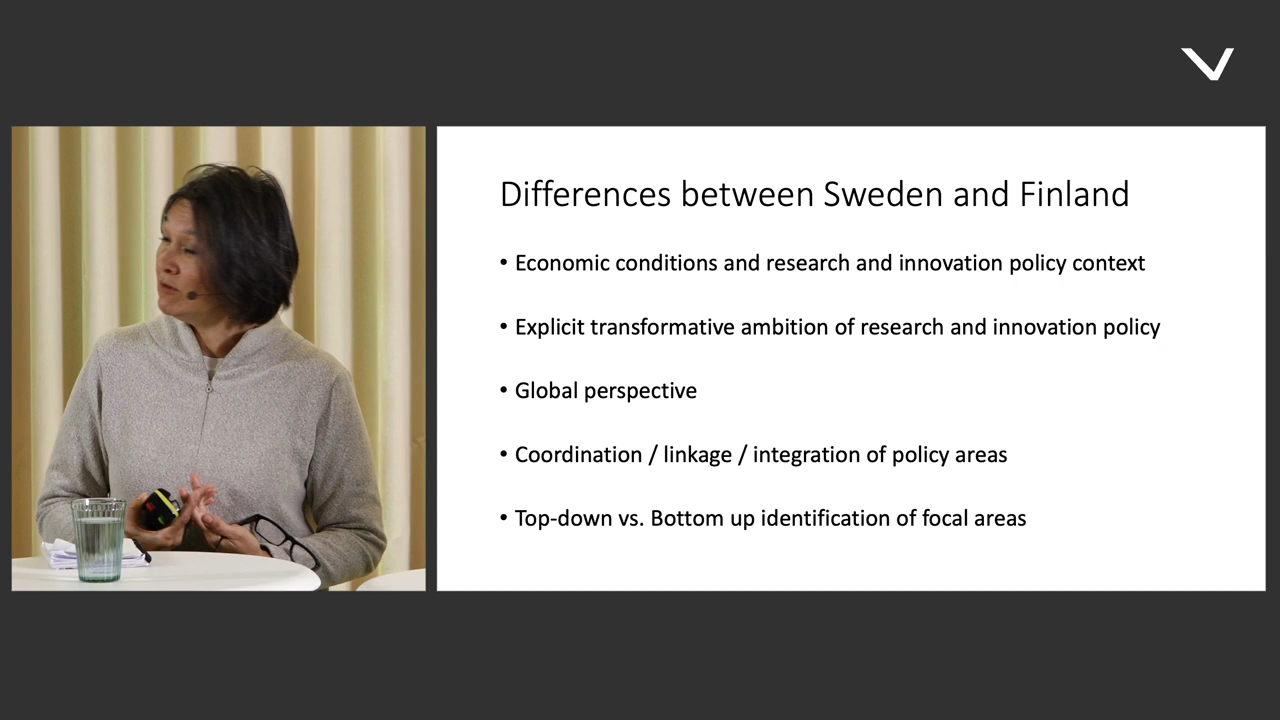 Differences between Sweden and Finland
• Economic conditions and research and innovation policy context
• Explicit transformative ambition of research and innovation policy
• Global perspective
• Coordination / linkage / integration of policy areas
• Top-down vs. Bottom up identification of focal areas